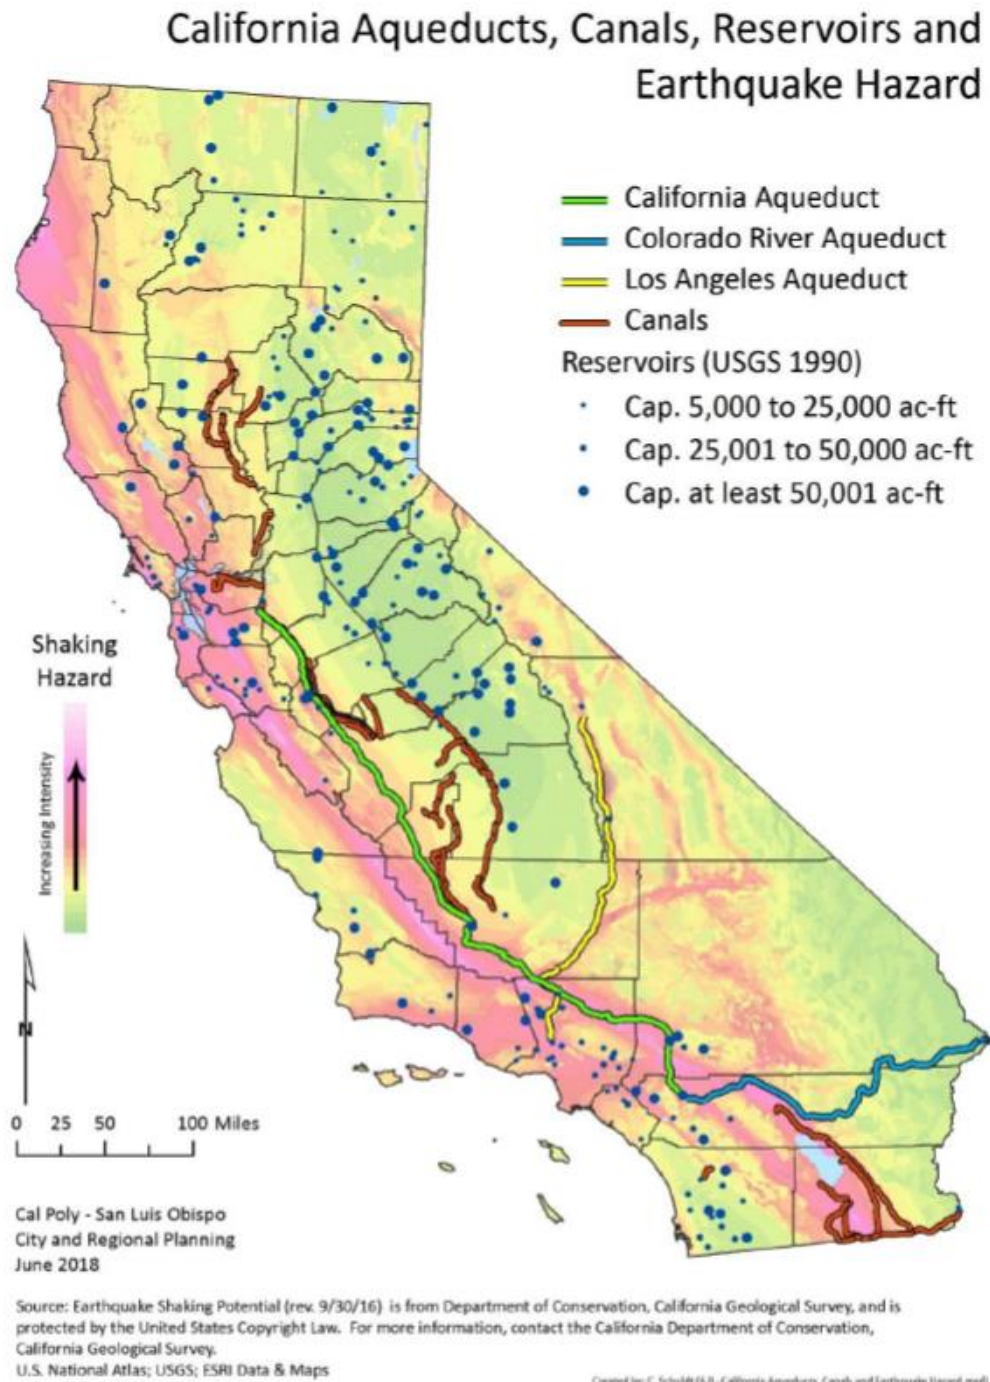 California Aqueducts, Canals, Reservoirs and
Earthquake Hazard
California Aqueduct
Colorado River Aqueduct
Los Angeles Aqueduct
Canals
Reservoirs (USGS 1990)
Cap. 5,000 to 25,000 ac-ft
Cap. 25,001 to 50,000 ac-ft
Cap. at least 50,001 ac-ft
Shaking
Hazard
Increasing Intensity
N
0 25 50 100 Miles
Cal Poly - San Luis Obispo
City and Regional Planning
June 2018
Source: Earthquake Shaking Potential (rev. 9/30/16) is from Department of Conservation, California Geological Survey, and is
protected by the United States Copyright Law. For more information, contact the California Department of Conservation,
California Geological Survey.
U.S. National Atlas; USGS; ESRI Data & Maps